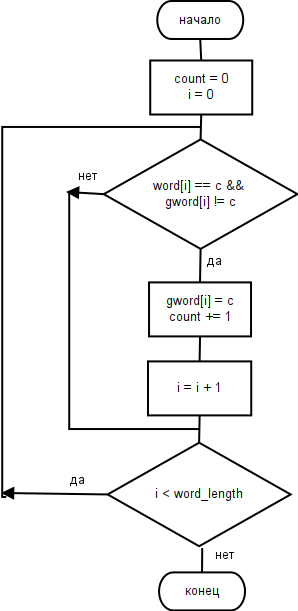 начало
count = 0
i = 0
нет
word[i] == c &&
gword[i] != c
да
gword[i] = c
count += 1
i = i + 1
да
i < word_length
нет
конец